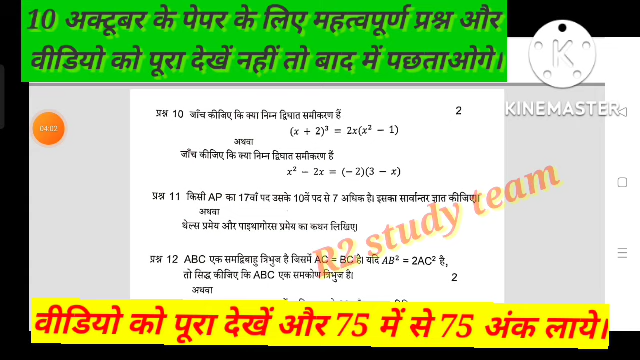 10 अक्टूबर के पेपर के लिए महत्वपूर्ण प्रश्न और
वीडियो को पूरा देखें नहीं तो बाद में पछताओगे।
K
KINEMASTER
04:02
प्रश्न 10 जाँच कीजिए कि क्या निम्न द्विघात समीकरण हैं 2
(x + 2)³ = 2x(x² − 1)
अथवा
जाँच कीजिए कि क्या निम्न द्विघात समीकरण हैं
x² − 2x = (−2)(3 − x)
प्रश्न 11 किसी AP का 17वाँ पद उसके 10वें पद से 7 अधिक है। इसका सार्वान्तर ज्ञात कीजिए।
अथवा
थेल्स प्रमेय और पाइथागोरस प्रमेय का कथन लिखिए।
R2 study team
प्रश्न 12 ABC एक समद्विबाहु त्रिभुज है जिसमें AC = BC है। यदि AB² = 2AC² है,
तो सिद्ध कीजिए कि ABC एक समकोण त्रिभुज है। 2
अथवा
वीडियो को पूरा देखें और 75 में से 75 अंक लाये।